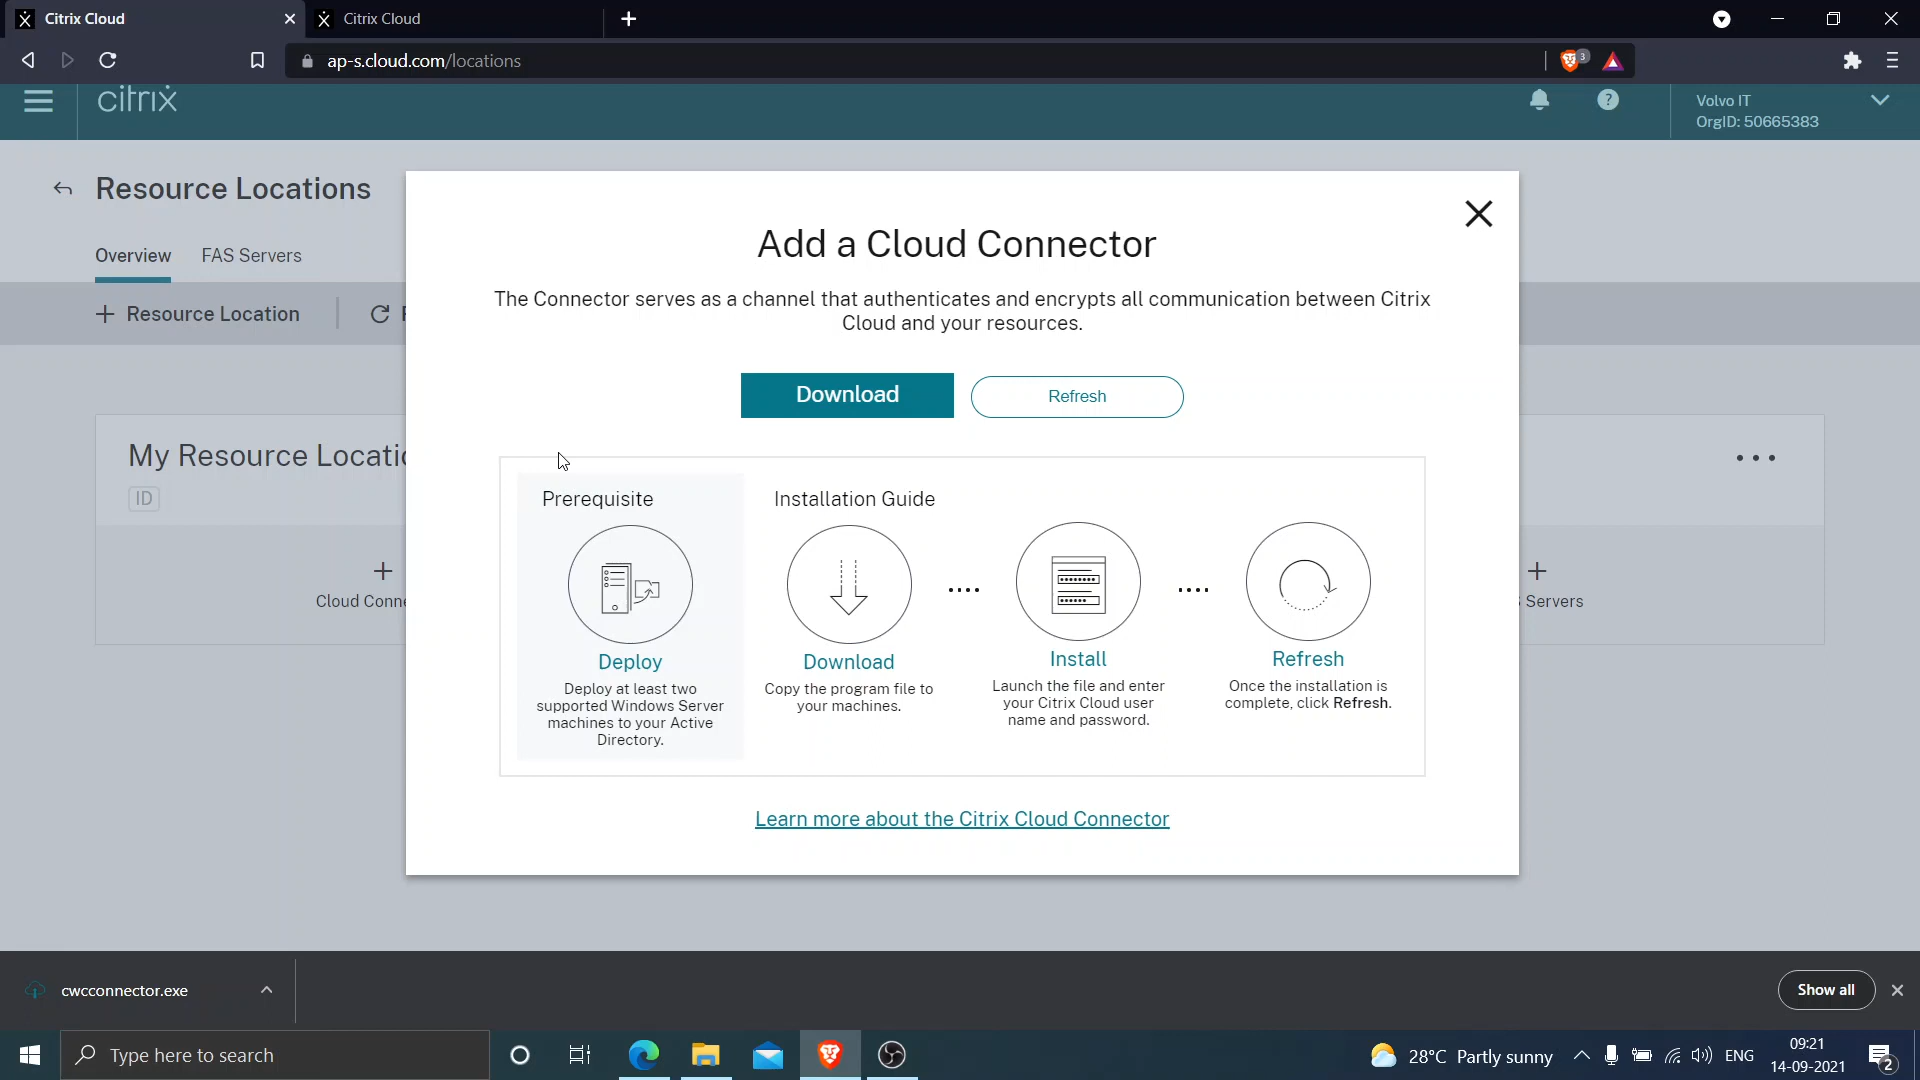 Citrix Cloud
Citrix Cloud
ap-s.cloud.com/locations
3
citrix
Volvo IT
OrgID: 50665383
Resource Locations
Overview
FAS Servers
Resource Location
Add a Cloud Connector
The Connector serves as a channel that authenticates and encrypts all communication between Citrix
Cloud and your resources.
Download
Refresh
My Resource Locatio
ID
Cloud Conne
Servers
Prerequisite
Installation Guide
Deploy
Deploy at least two
supported Windows Server
machines to your Active
Directory.
Download
Copy the program file to
your machines.
Install
Launch the file and enter
your Citrix Cloud user
name and password.
Refresh
Once the installation is
complete, click Refresh.
Learn more about the Citrix Cloud Connector
cwcconnector.exe
Show all
Type here to search
28°C Partly sunny
ENG
09:21
14-09-2021
2